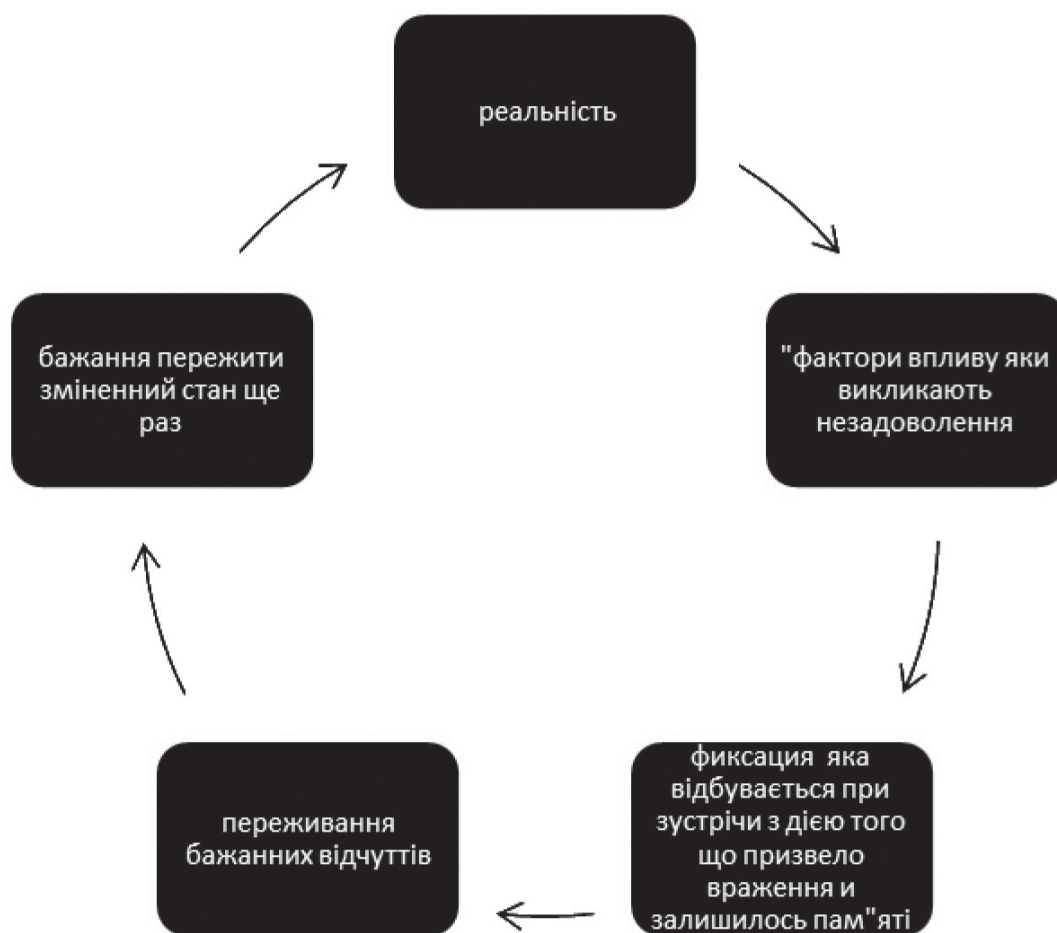 реальність
"фактори впливу яки
викликають
незадоволення
фиксация яка
відбувається при
зустрічи з дією того
що призвело
враження и
залишилось пам"яті
переживання
бажанних відчуттів
бажання пережити
зміненний стан ще
раз